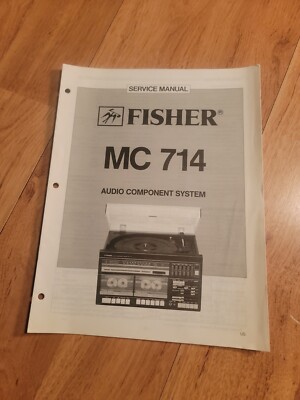 SERVICE MANUAL
FISHER®
MC 714
AUDIO COMPONENT SYSTEM